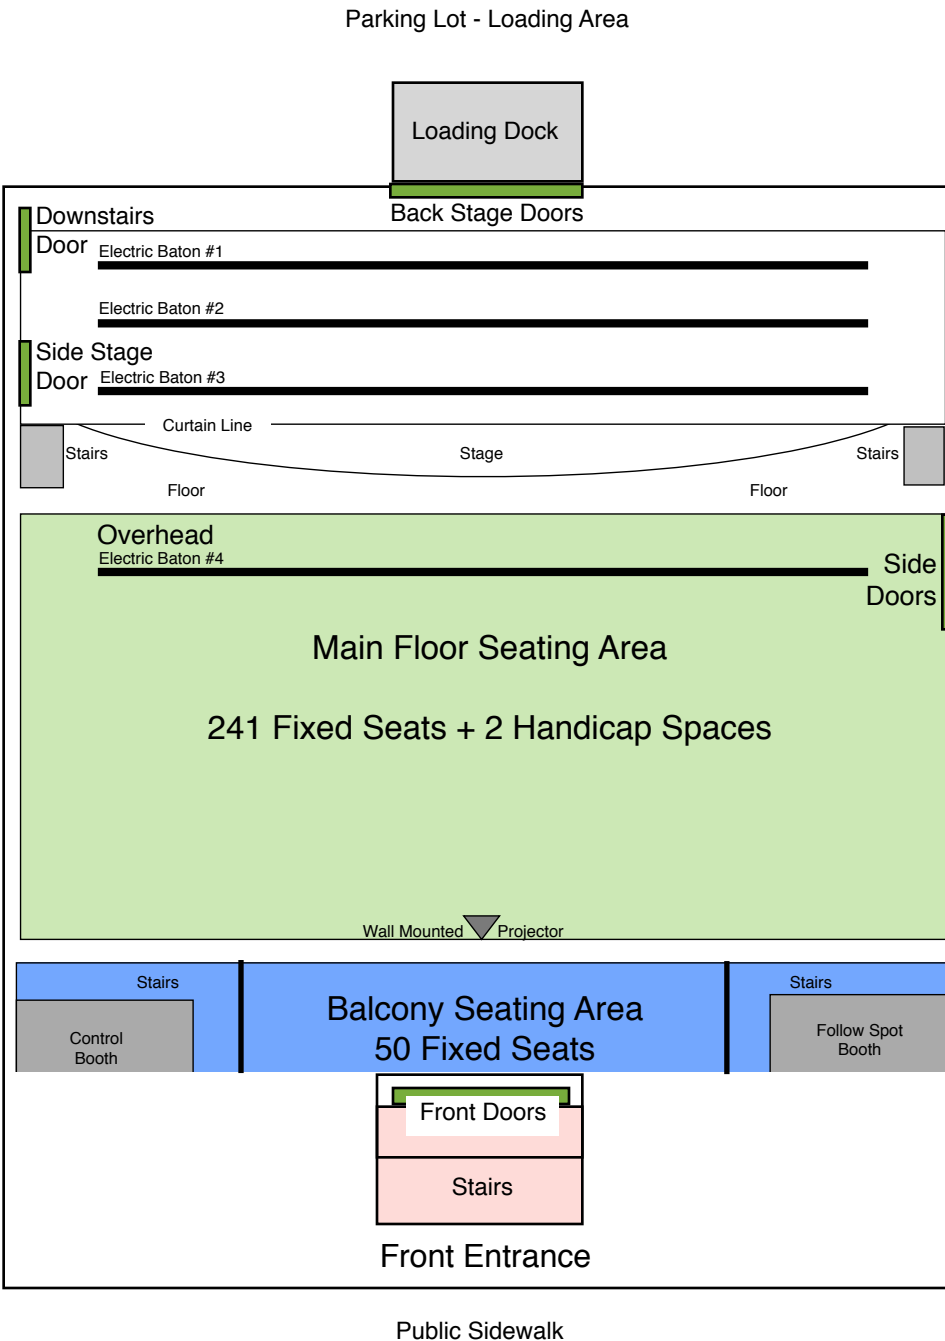 Parking Lot - Loading Area
Loading Dock
Back Stage Doors
Downstairs
Door
Electric Baton #1
Electric Baton #2
Side Stage
Door
Electric Baton #3
Curtain Line
Stairs
Stage
Stairs
Floor
Floor
Overhead
Electric Baton #4
Side
Doors
Main Floor Seating Area
241 Fixed Seats + 2 Handicap Spaces
Wall Mounted
Projector
Stairs
Stairs
Balcony Seating Area
50 Fixed Seats
Control
Booth
Follow Spot
Booth
Front Doors
Stairs
Front Entrance
Public Sidewalk